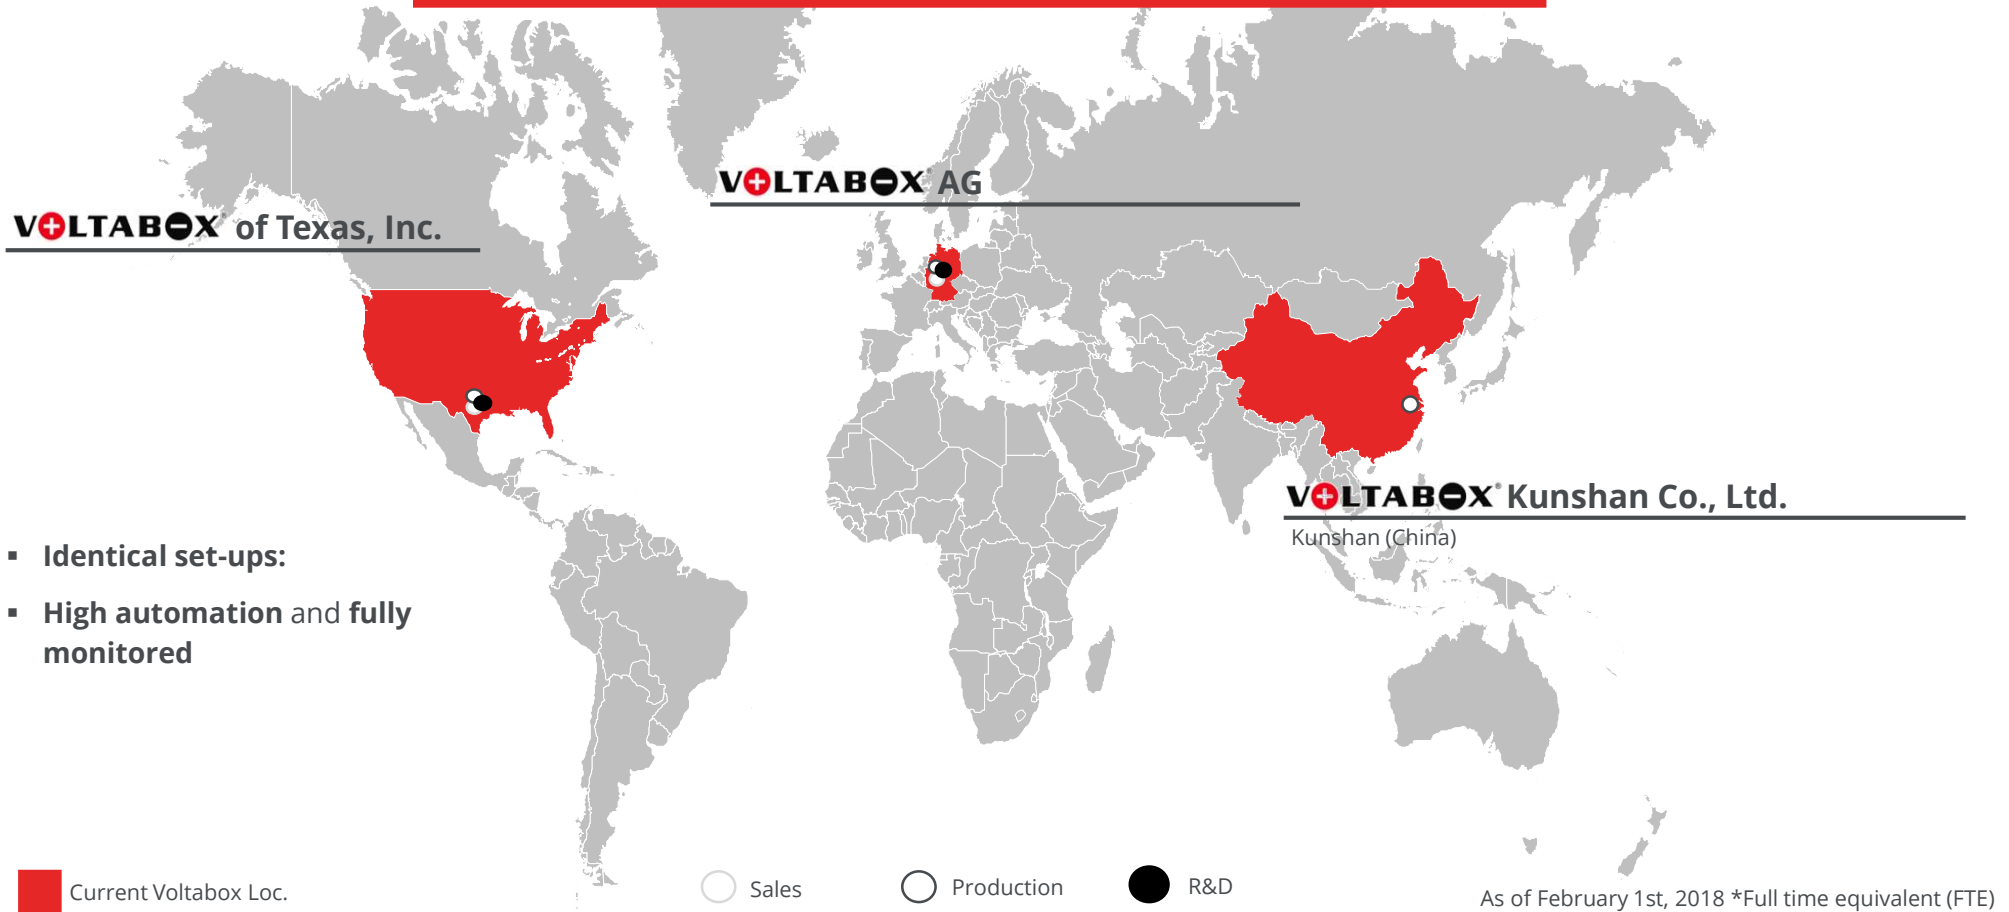 VOLTABOX® AG
VOLTABOX® of Texas, Inc.
VOLTABOX® Kunshan Co., Ltd.
Kunshan (China)
▪ Identical set-ups:
▪ High automation and fully
monitored
Current Voltabox Loc.
Sales
Production
R&D
As of February 1st, 2018 *Full time equivalent (FTE)